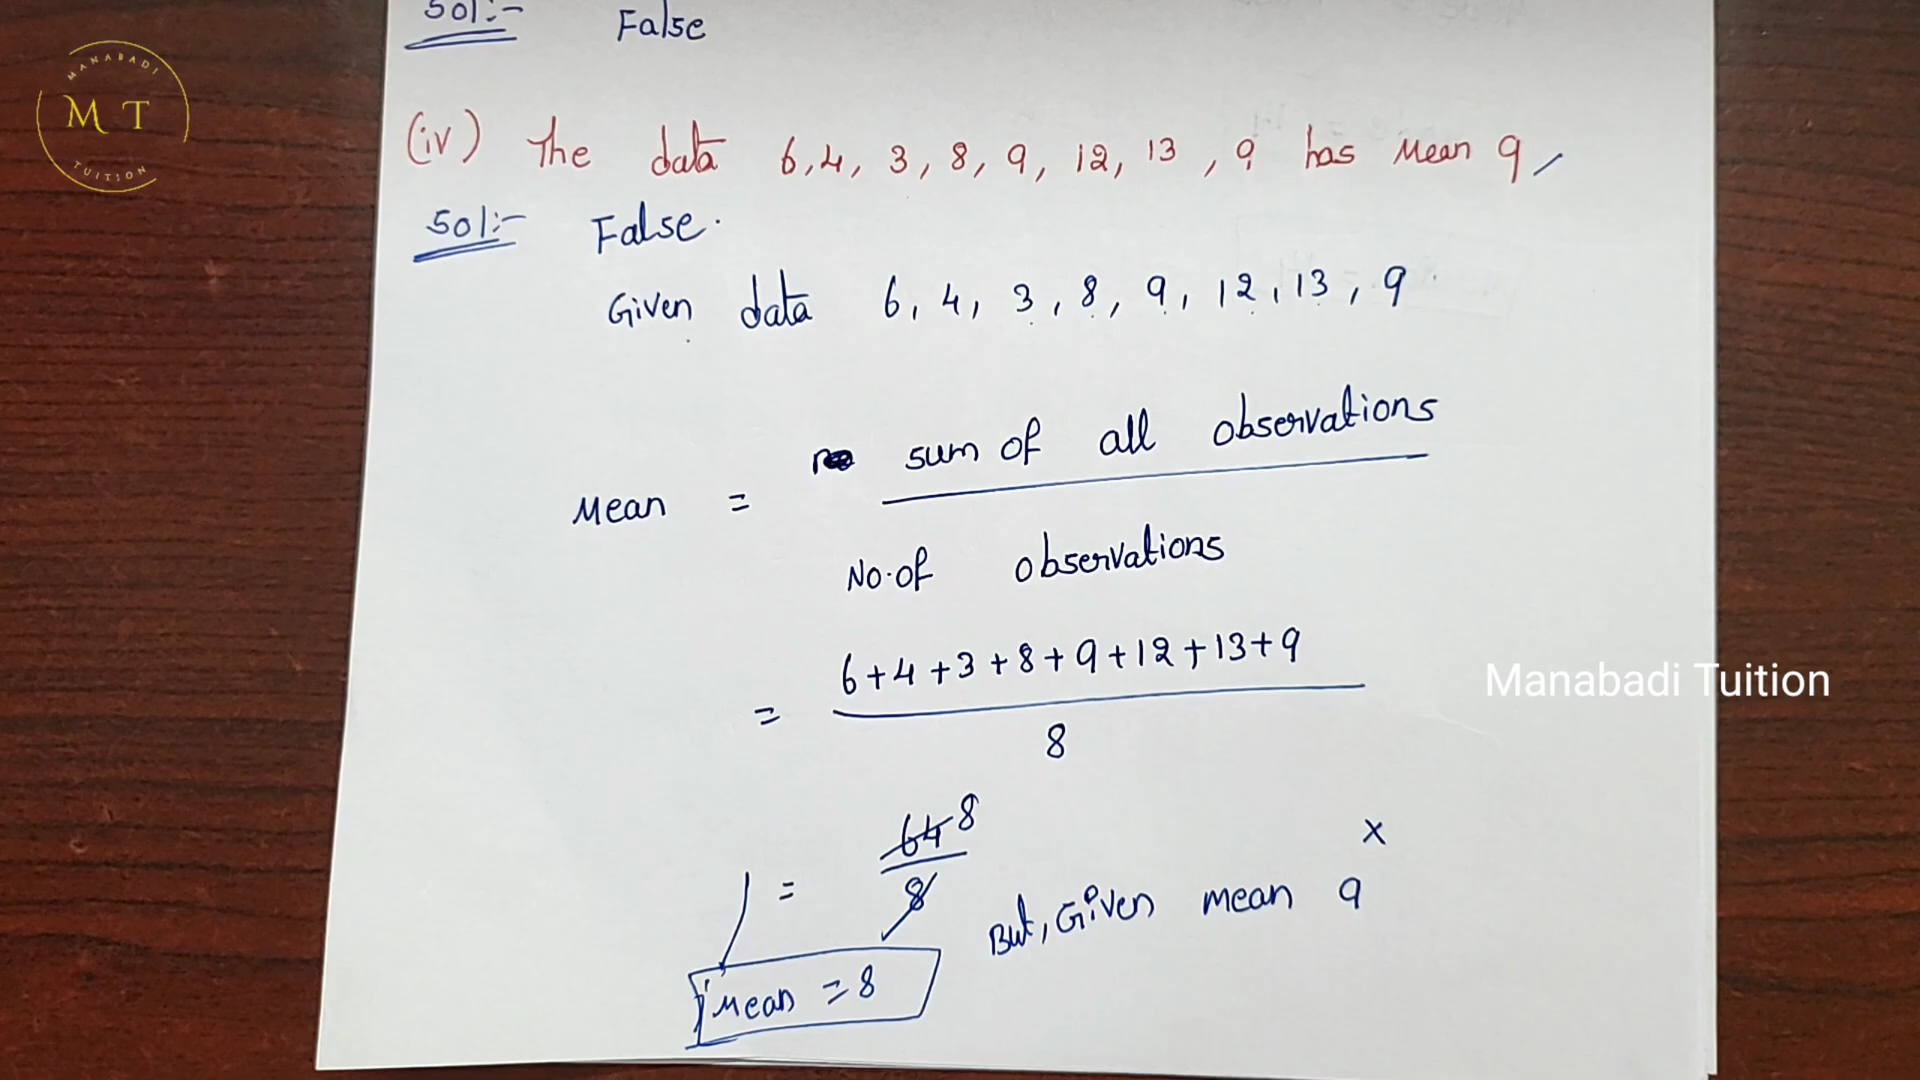 Sol:- False
MANABADI
M T
TUITION
(iv) The data 6,4, 3, 8, 9, 12, 13, 9 has Mean 9
Sol:- False.
Given data 6, 4, 3, 8, 9, 12, 13, 9
sum of all observations
Mean =
No.of observations
6+4+3+8+9+12+13+9
=
8
Manabadi Tuition
64 8
=
8
x
But, Given mean 9
Mean = 8